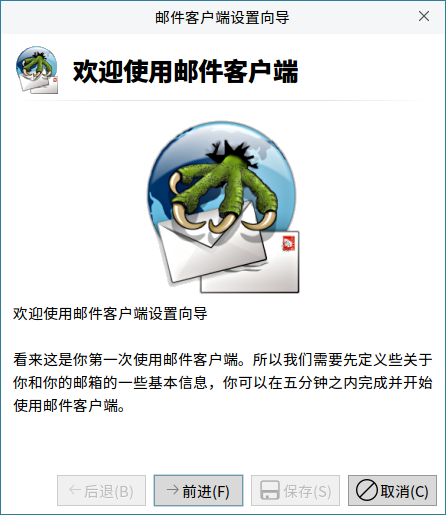 邮件客户端设置向导
欢迎使用邮件客户端
欢迎使用邮件客户端设置向导
看来这是你第一次使用邮件客户端。所以我们需要先定义些关于
你和你的邮箱的一些基本信息，你可以在五分钟之内完成并开始
使用邮件客户端。
后退(B) 前进(F) 保存(S) 取消(C)